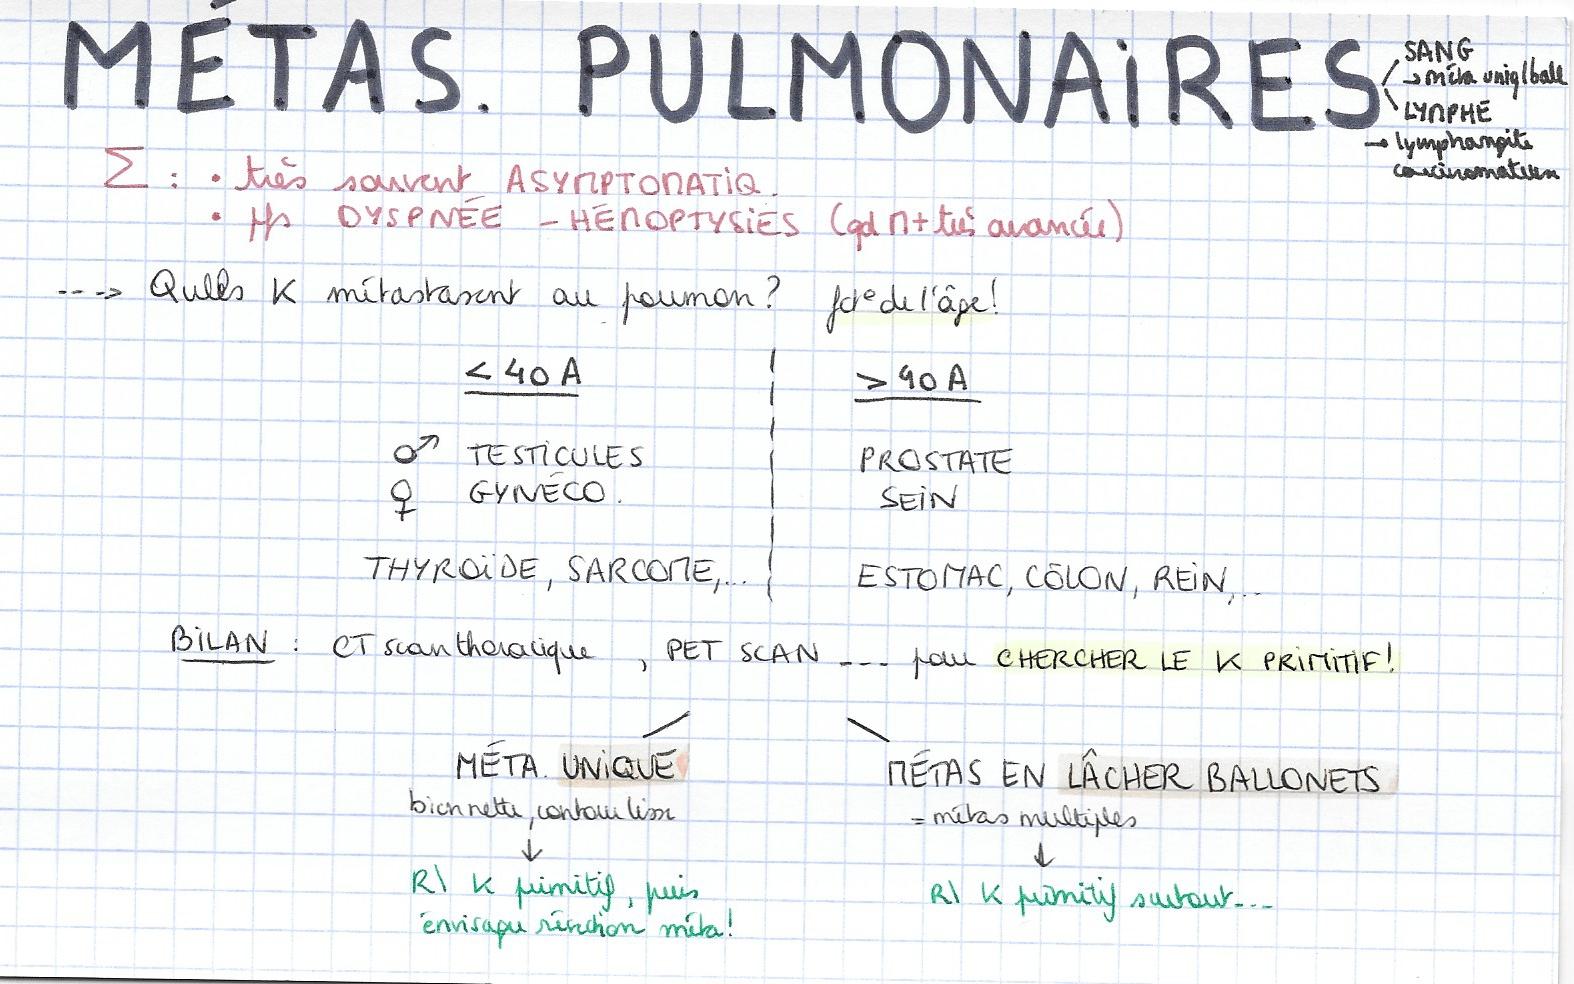 MÉTAS. PULMONAIRES
SANG
→ méta uniq/ball
LYMPHE
→ lymphangite
carcinomateuse
Σ : • très souvent ASYMPTOMATIQ.
• pfs DYSPNÉE - HÉMOPTYSIES (qd M+ très avancée)
---> Quells K métastasent au poumon ? fct° de l'âge !
< 40 A
♂ TESTICULES
♀ GYNÉCO.
THYROÏDE, SARCOME,...
> 40 A
PROSTATE
SEIN
ESTOMAC, CÔLON, REIN,...
BILAN : CT scan thoracique , PET SCAN ... pour CHERCHER LE K PRIMITIF !
MÉTA. UNIQUE
bien nette, contour lisse
↓
R\ K primitif, puis
envisager résection méta !
MÉTAS EN LÂCHER BALLONETS
= métas multiples
↓
R\ K primitif surtout...